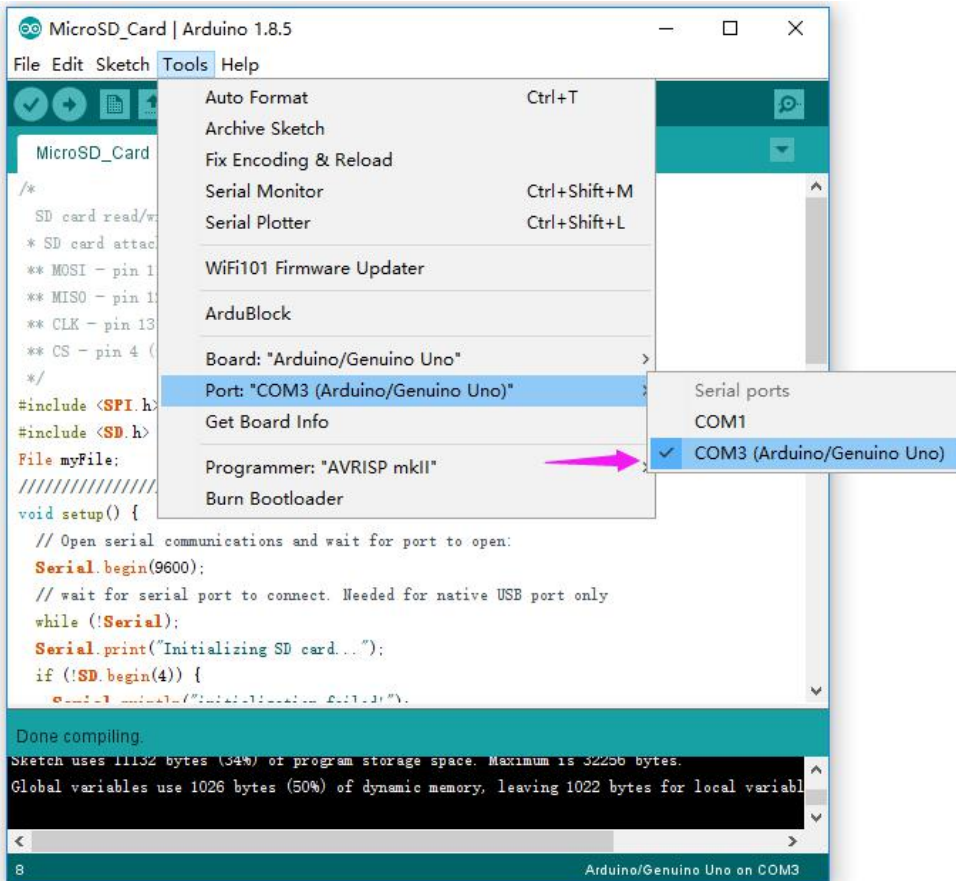 MicroSD_Card | Arduino 1.8.5
File Edit Sketch Tools Help
MicroSD_Card
Auto Format Ctrl+T
Archive Sketch
Fix Encoding & Reload
Serial Monitor Ctrl+Shift+M
Serial Plotter Ctrl+Shift+L
WiFi101 Firmware Updater
ArduBlock
Board: "Arduino/Genuino Uno"
Port: "COM3 (Arduino/Genuino Uno)"
Get Board Info
Programmer: "AVRISP mkII"
Burn Bootloader
Serial ports
COM1
COM3 (Arduino/Genuino Uno)
/*
SD card read/w
* SD card attac
** MOSI - pin 1
** MISO - pin 1
** CLK - pin 13
** CS - pin 4 (
*/
#include <SPI.h>
#include <SD.h>
File myFile;
////////////////
void setup() {
// Open serial communications and wait for port to open:
Serial.begin(9600);
// wait for serial port to connect. Needed for native USB port only
while (!Serial);
Serial.print("Initializing SD card...");
if (!SD.begin(4)) {
Serial.println("initialization failed!");
Done compiling.
Sketch uses 11132 bytes (34%) of program storage space. Maximum is 32256 bytes.
Global variables use 1026 bytes (50%) of dynamic memory, leaving 1022 bytes for local variabl
8 Arduino/Genuino Uno on COM3